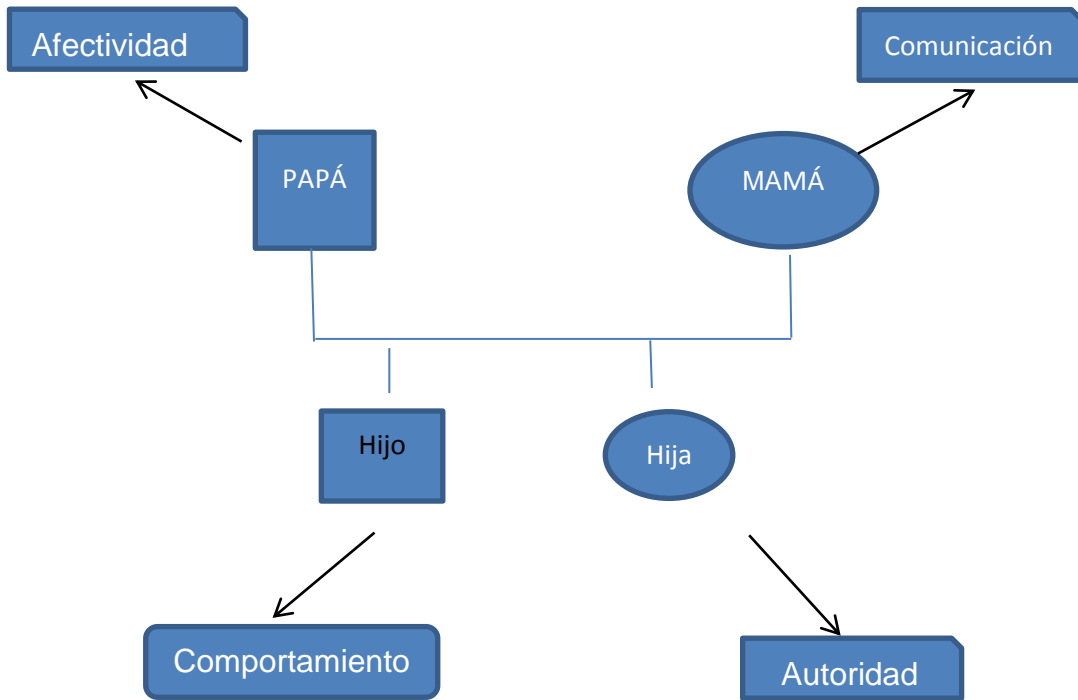 Afectividad
Comunicación
PAPÁ
MAMÁ
Hijo
Hija
Comportamiento
Autoridad